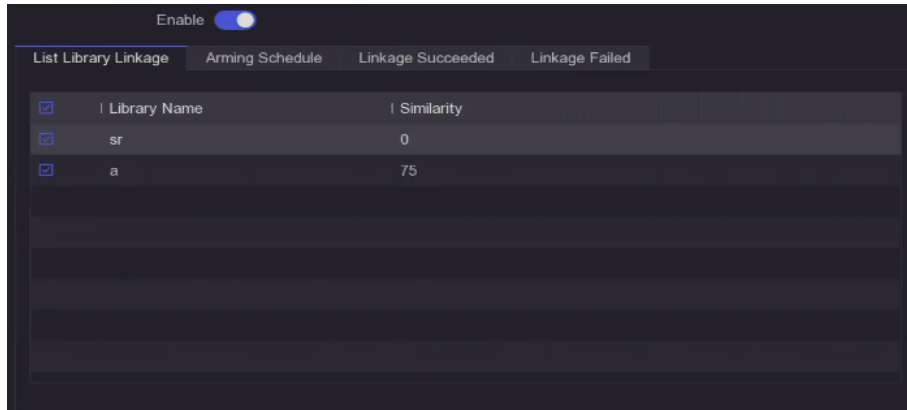 Enable
List Library Linkage Arming Schedule Linkage Succeeded Linkage Failed
Library Name Similarity
sr 0
a 75